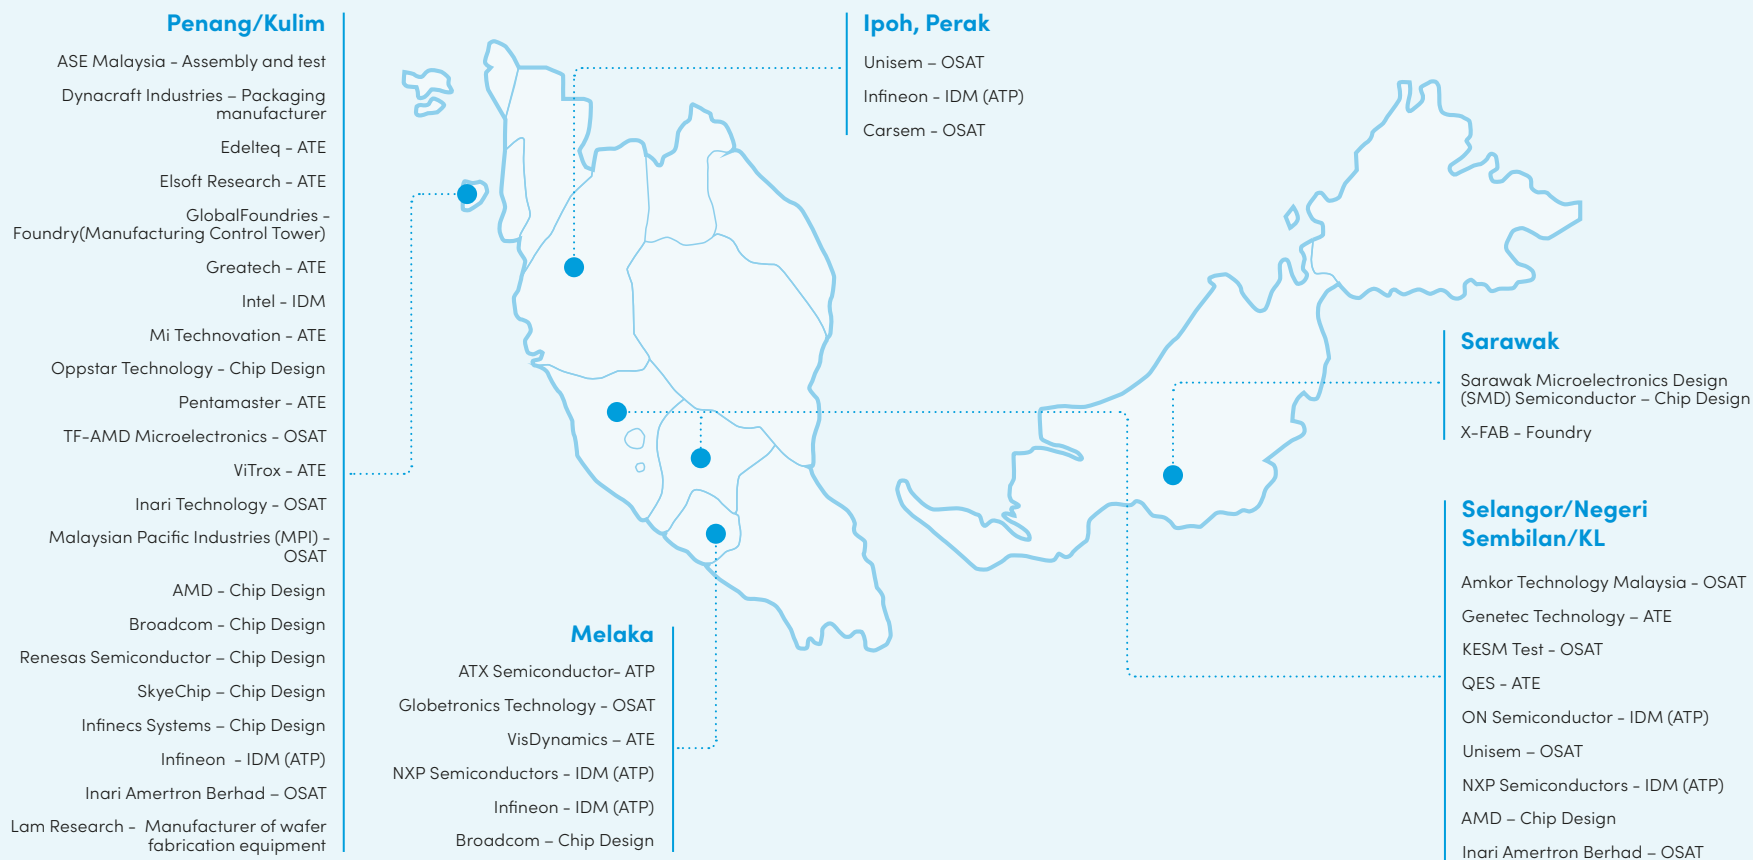 Penang/Kulim
ASE Malaysia - Assembly and test
Dynacraft Industries – Packaging
manufacturer
Edelteq - ATE
Elsoft Research - ATE
GlobalFoundries -
Foundry(Manufacturing Control Tower)
Greatech - ATE
Intel - IDM
Mi Technovation - ATE
Oppstar Technology - Chip Design
Pentamaster - ATE
TF-AMD Microelectronics - OSAT
ViTrox - ATE
Inari Technology - OSAT
Malaysian Pacific Industries (MPI) -
OSAT
AMD - Chip Design
Broadcom - Chip Design
Renesas Semiconductor – Chip Design
SkyeChip – Chip Design
Infinecs Systems – Chip Design
Infineon - IDM (ATP)
Inari Amertron Berhad – OSAT
Lam Research - Manufacturer of wafer
fabrication equipment
Ipoh, Perak
Unisem – OSAT
Infineon - IDM (ATP)
Carsem - OSAT
Melaka
ATX Semiconductor- ATP
Globetronics Technology - OSAT
VisDynamics – ATE
NXP Semiconductors - IDM (ATP)
Infineon - IDM (ATP)
Broadcom – Chip Design
Sarawak
Sarawak Microelectronics Design
(SMD) Semiconductor – Chip Design
X-FAB - Foundry
Selangor/Negeri
Sembilan/KL
Amkor Technology Malaysia - OSAT
Genetec Technology – ATE
KESM Test - OSAT
QES - ATE
ON Semiconductor - IDM (ATP)
Unisem – OSAT
NXP Semiconductors - IDM (ATP)
AMD – Chip Design
Inari Amertron Berhad – OSAT